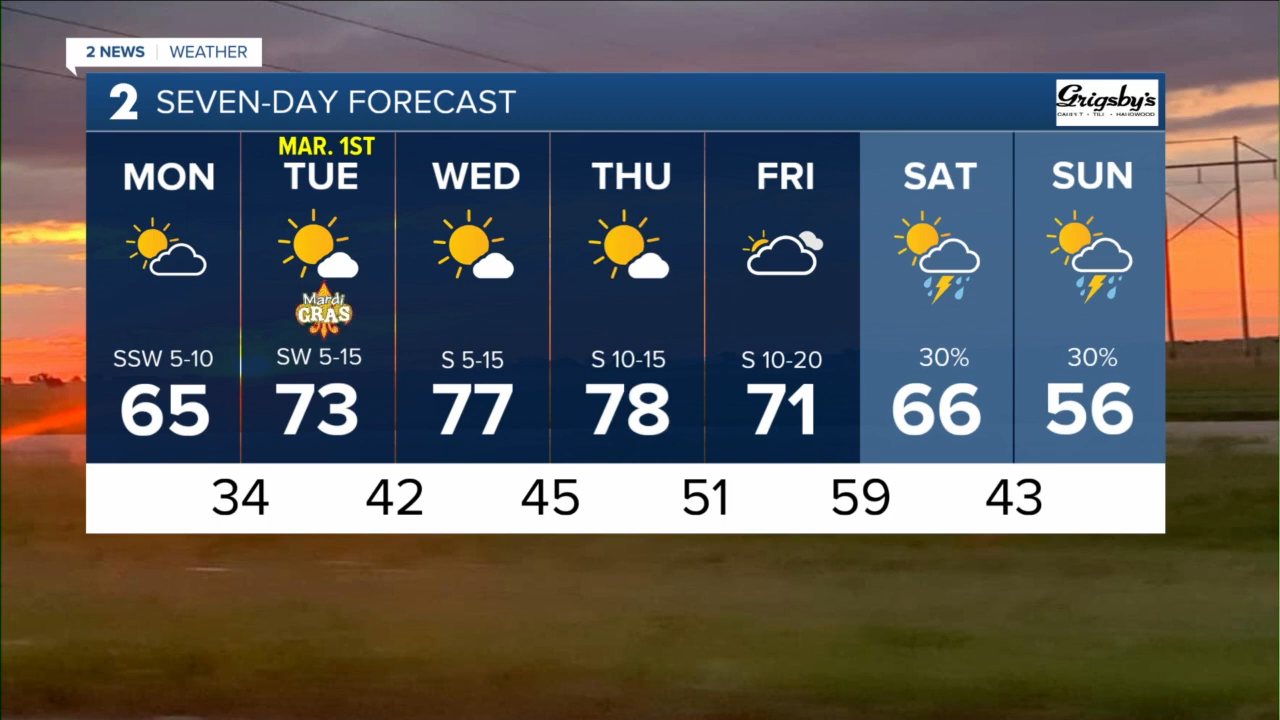 2 NEWS | WEATHER
2 SEVEN-DAY FORECAST
Grigsby's
MAR. 1ST
MON TUE WED THU FRI SAT SUN
Mardi
GRAS
SSW 5-10 SW 5-15 S 5-15 S 10-15 S 10-20 30% 30%
65 73 77 78 71 66 56
34 42 45 51 59 43